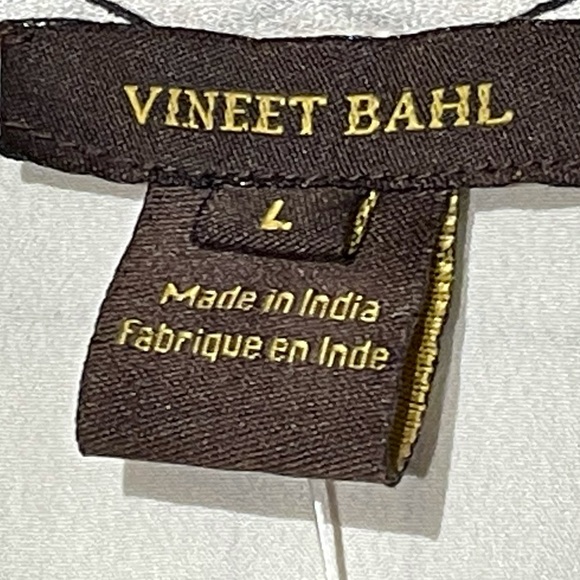 VINEET BAHL
L
Made in India
Fabrique en Inde